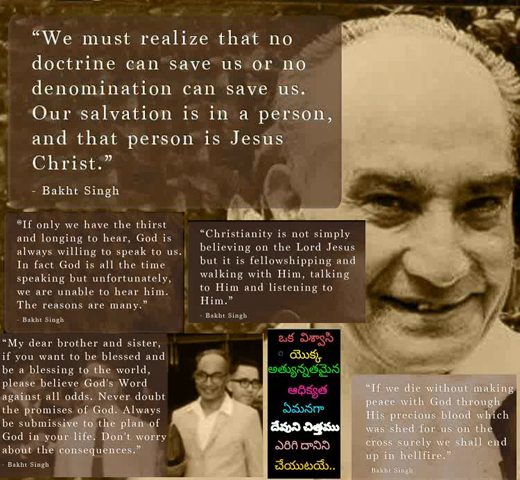 “We must realize that no
doctrine can save us or no
denomination can save us.
Our salvation is in a person,
and that person is Jesus
Christ.”
- Bakht Singh
“If only we have the thirst
and longing to hear, God is
always willing to speak to us.
In fact God is all the time
speaking but unfortunately,
we are unable to hear him.
The reasons are many.”
- Bakht Singh
“Christianity is not simply
believing on the Lord Jesus
but it is fellowshipping and
walking with Him, talking
to Him and listening to
Him.”
- Bakht Singh
“My dear brother and sister,
if you want to be blessed and
be a blessing to the world,
please believe God's Word
against all odds. Never doubt
the promises of God. Always
be submissive to the plan of
God in your life. Don't worry
about the consequences.”
- Bakht Singh
ఒక విశ్వాసి
యొక్క
అత్యున్నతమైన
ఆధిక్యత
ఏమనగా
దేవుని చిత్తము
ఎరిగి దానిని
చేయుటయే..
“If we die without making
peace with God through
His precious blood which
was shed for us on the
cross surely we shall end
up in hellfire.”
- Bakht Singh